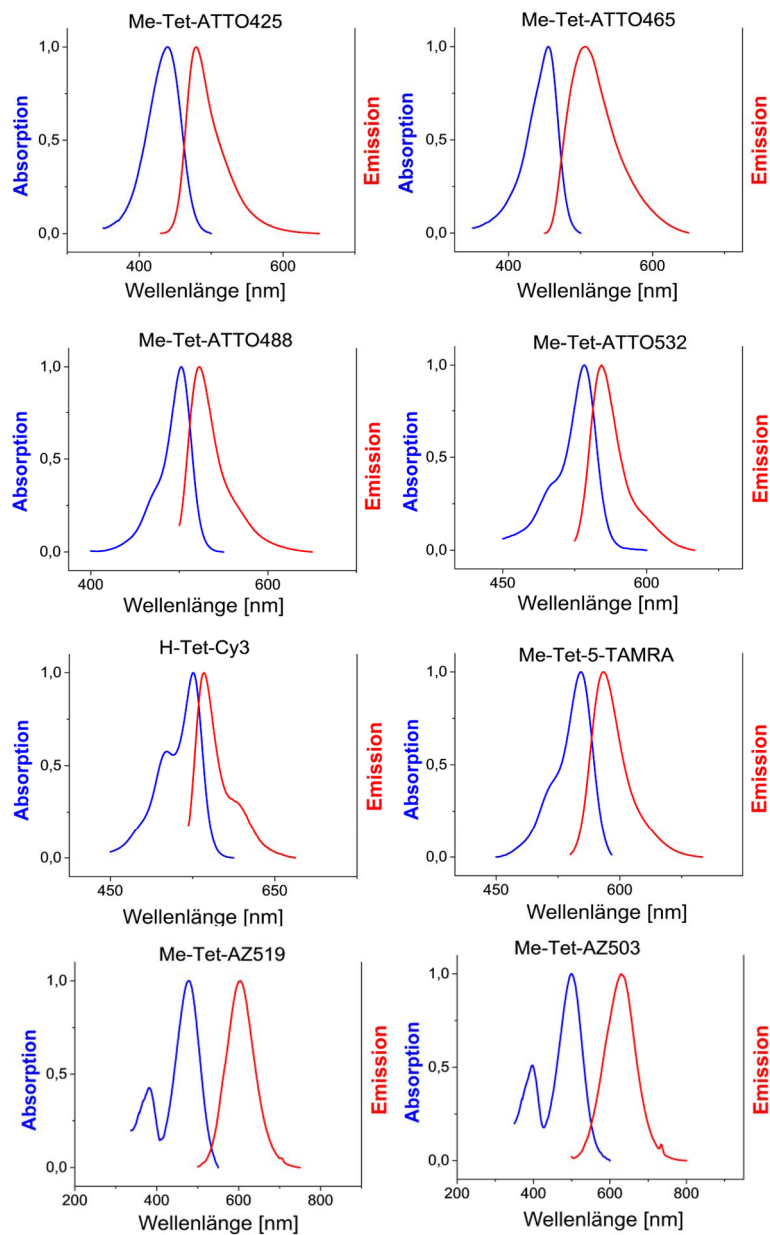 Me-Tet-ATTO425
1,0
0,5
0,0
Absorption
Emission
400
600
Wellenlänge [nm]
Me-Tet-ATTO465
1,0
0,5
0,0
Absorption
Emission
400
600
Wellenlänge [nm]
Me-Tet-ATTO488
1,0
0,5
0,0
Absorption
Emission
400
600
Wellenlänge [nm]
Me-Tet-ATTO532
1,0
0,5
0,0
Absorption
Emission
450
600
Wellenlänge [nm]
H-Tet-Cy3
1,0
0,5
0,0
Absorption
Emission
450
650
Wellenlänge [nm]
Me-Tet-5-TAMRA
1,0
0,5
0,0
Absorption
Emission
450
600
Wellenlänge [nm]
Me-Tet-AZ519
1,0
0,5
0,0
Absorption
Emission
200
400
600
800
Wellenlänge [nm]
Me-Tet-AZ503
1,0
0,5
0,0
Absorption
Emission
200
400
600
800
Wellenlänge [nm]